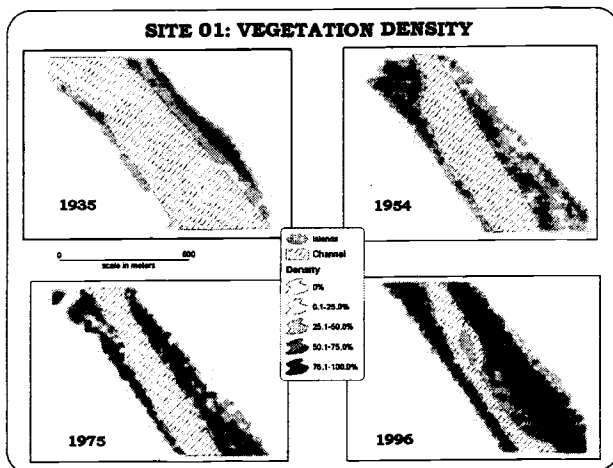 SITE 01: VEGETATION DENSITY
1935
1954
0 500
scale in meters
Islands
Channel
Density
0%
0.1-25.0%
25.1-50.0%
50.1-75.0%
75.1-100.0%
1975
1996